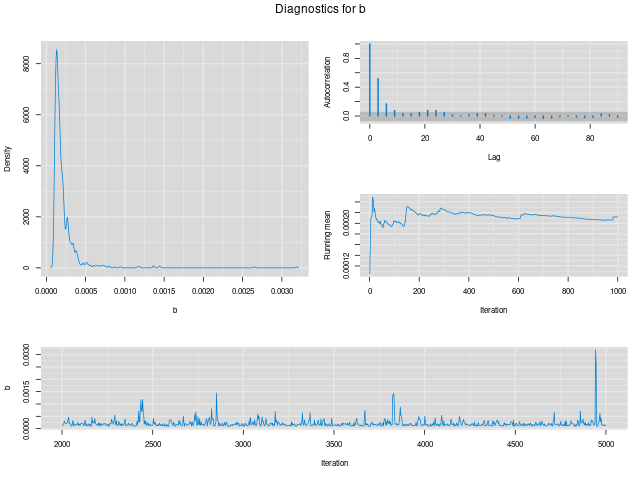 Diagnostics for b
Density
8000
6000
4000
2000
0
0.0000 0.0005 0.0010 0.0015 0.0020 0.0025 0.0030
b
Autocorrelation
0.8
0.4
0.0
0 20 40 60 80
Lag
Running mean
0.00020
0.00012
0 200 400 600 800 1000
Iteration
b
0.0030
0.0015
0.0000
2000 2500 3000 3500 4000 4500 5000
Iteration